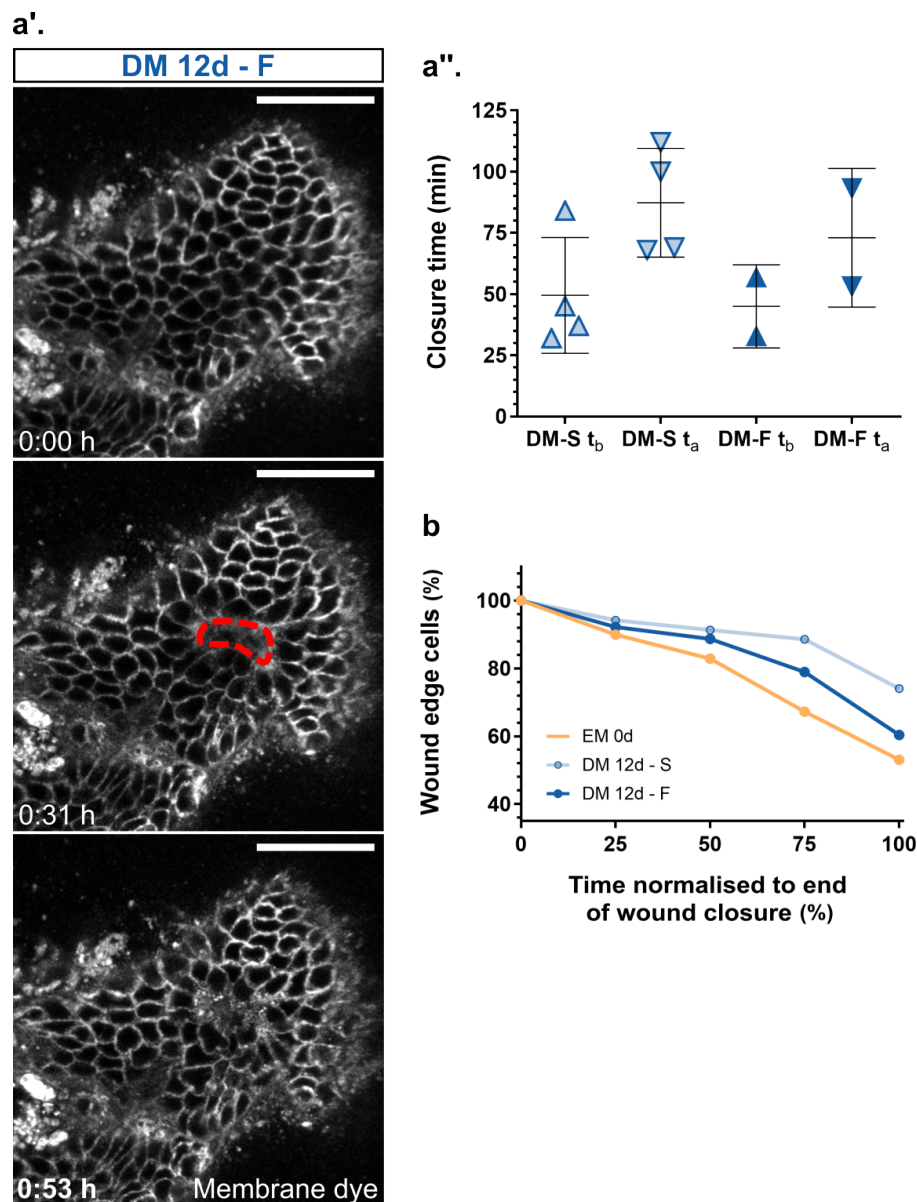 a'.
DM 12d - F
0:00 h
0:31 h
0:53 h
Membrane dye
a".
Closure time (min)
125
100
75
50
25
0
DM-S tb
DM-S ta
DM-F tb
DM-F ta
b
Wound edge cells (%)
100
80
60
40
EM 0d
DM 12d - S
DM 12d - F
0
25
50
75
100
Time normalised to end
of wound closure (%)